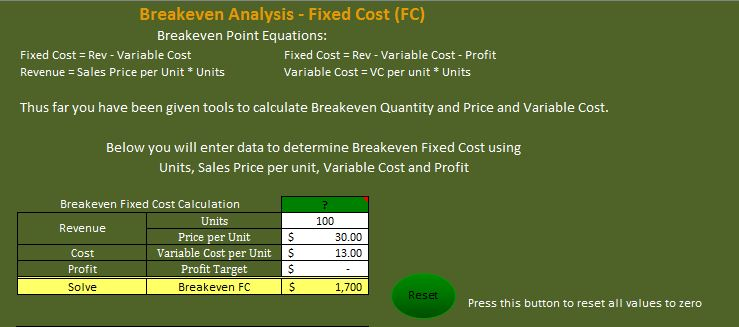 Breakeven Analysis - Fixed Cost (FC)
Breakeven Point Equations:
Fixed Cost = Rev - Variable Cost Fixed Cost = Rev - Variable Cost - Profit
Revenue = Sales Price per Unit * Units Variable Cost = VC per unit * Units
Thus far you have been given tools to calculate Breakeven Quantity and Price and Variable Cost.
Below you will enter data to determine Breakeven Fixed Cost using
Units, Sales Price per unit, Variable Cost and Profit
Breakeven Fixed Cost Calculation ?
Revenue Units 100
Price per Unit $ 30.00
Cost Variable Cost per Unit $ 13.00
Profit Profit Target $ -
Solve Breakeven FC $ 1,700
Reset Press this button to reset all values to zero